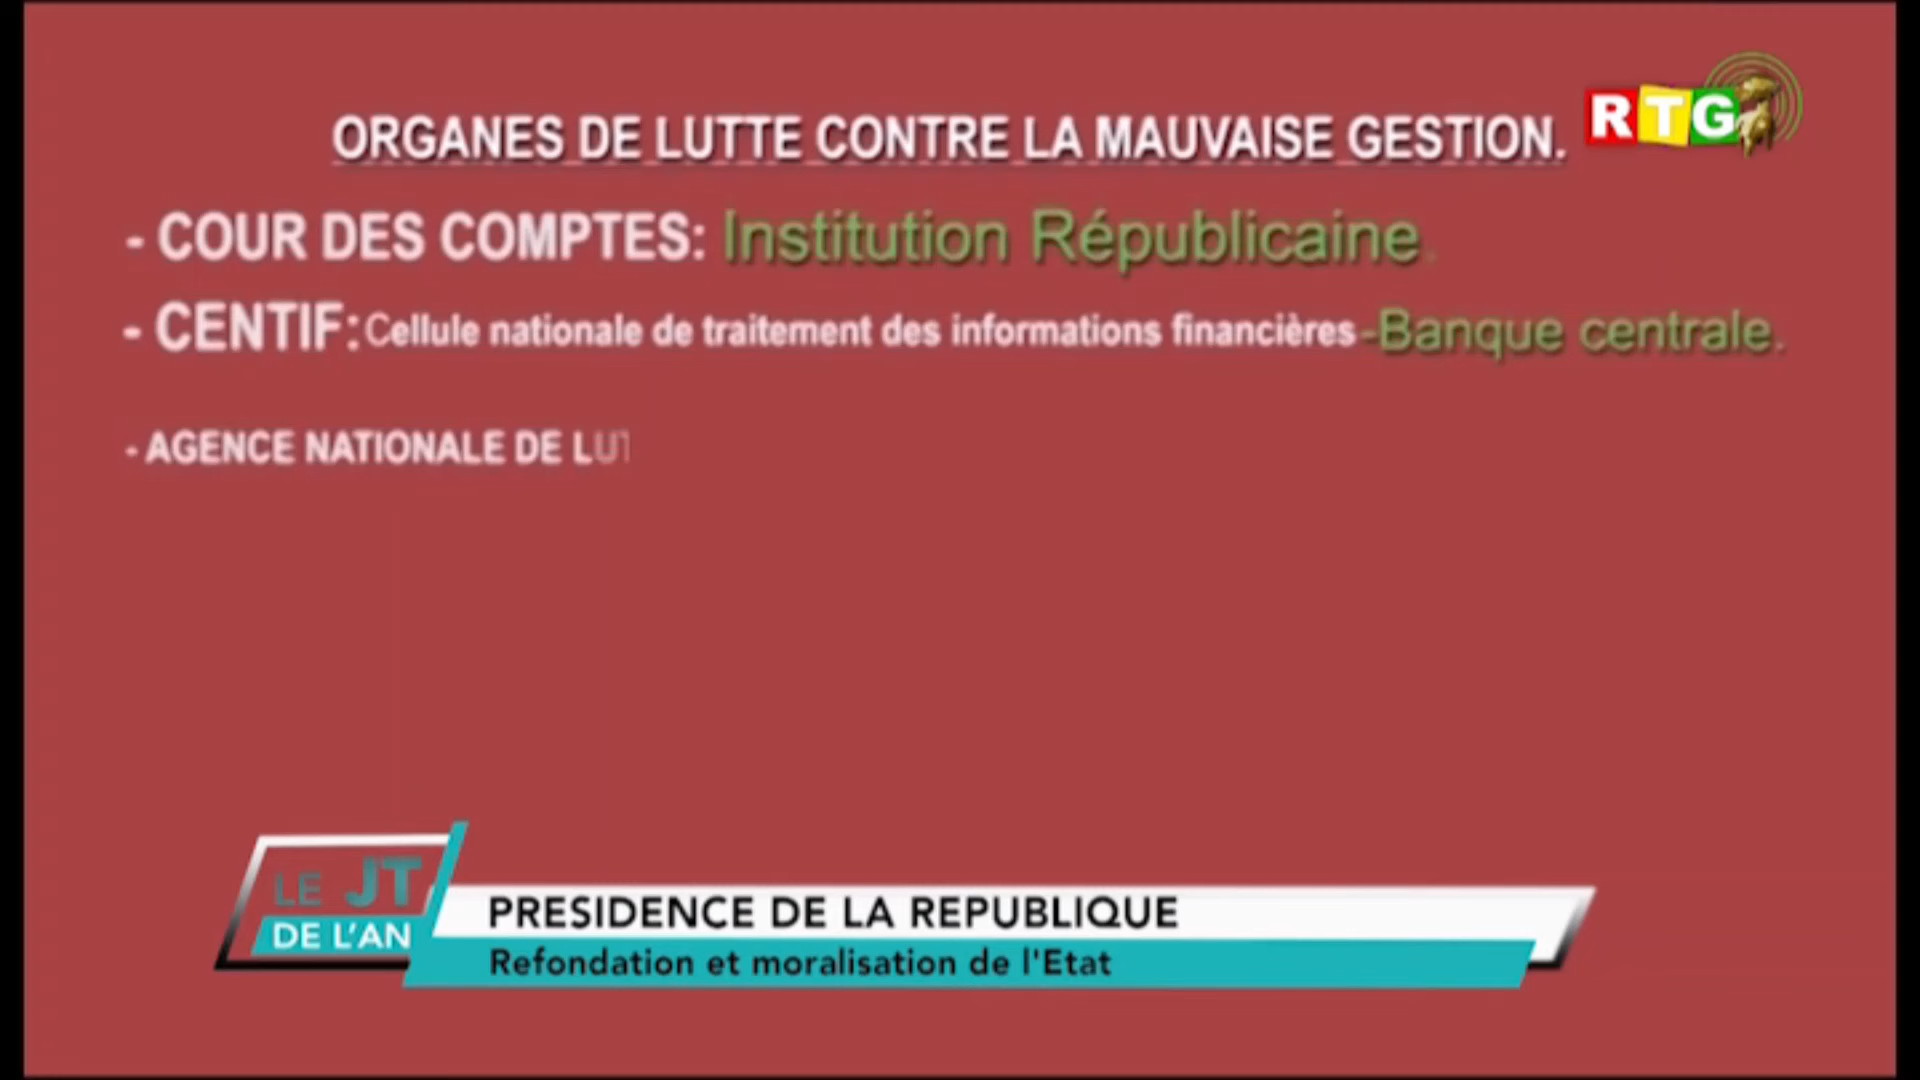 ORGANES DE LUTTE CONTRE LA MAUVAISE GESTION.
RTG
- COUR DES COMPTES: Institution Républicaine.
- CENTIF: Cellule nationale de traitement des informations financières -Banque centrale.
- AGENCE NATIONALE DE LUT
LE JT
DE L'AN
PRESIDENCE DE LA REPUBLIQUE
Refondation et moralisation de l'Etat